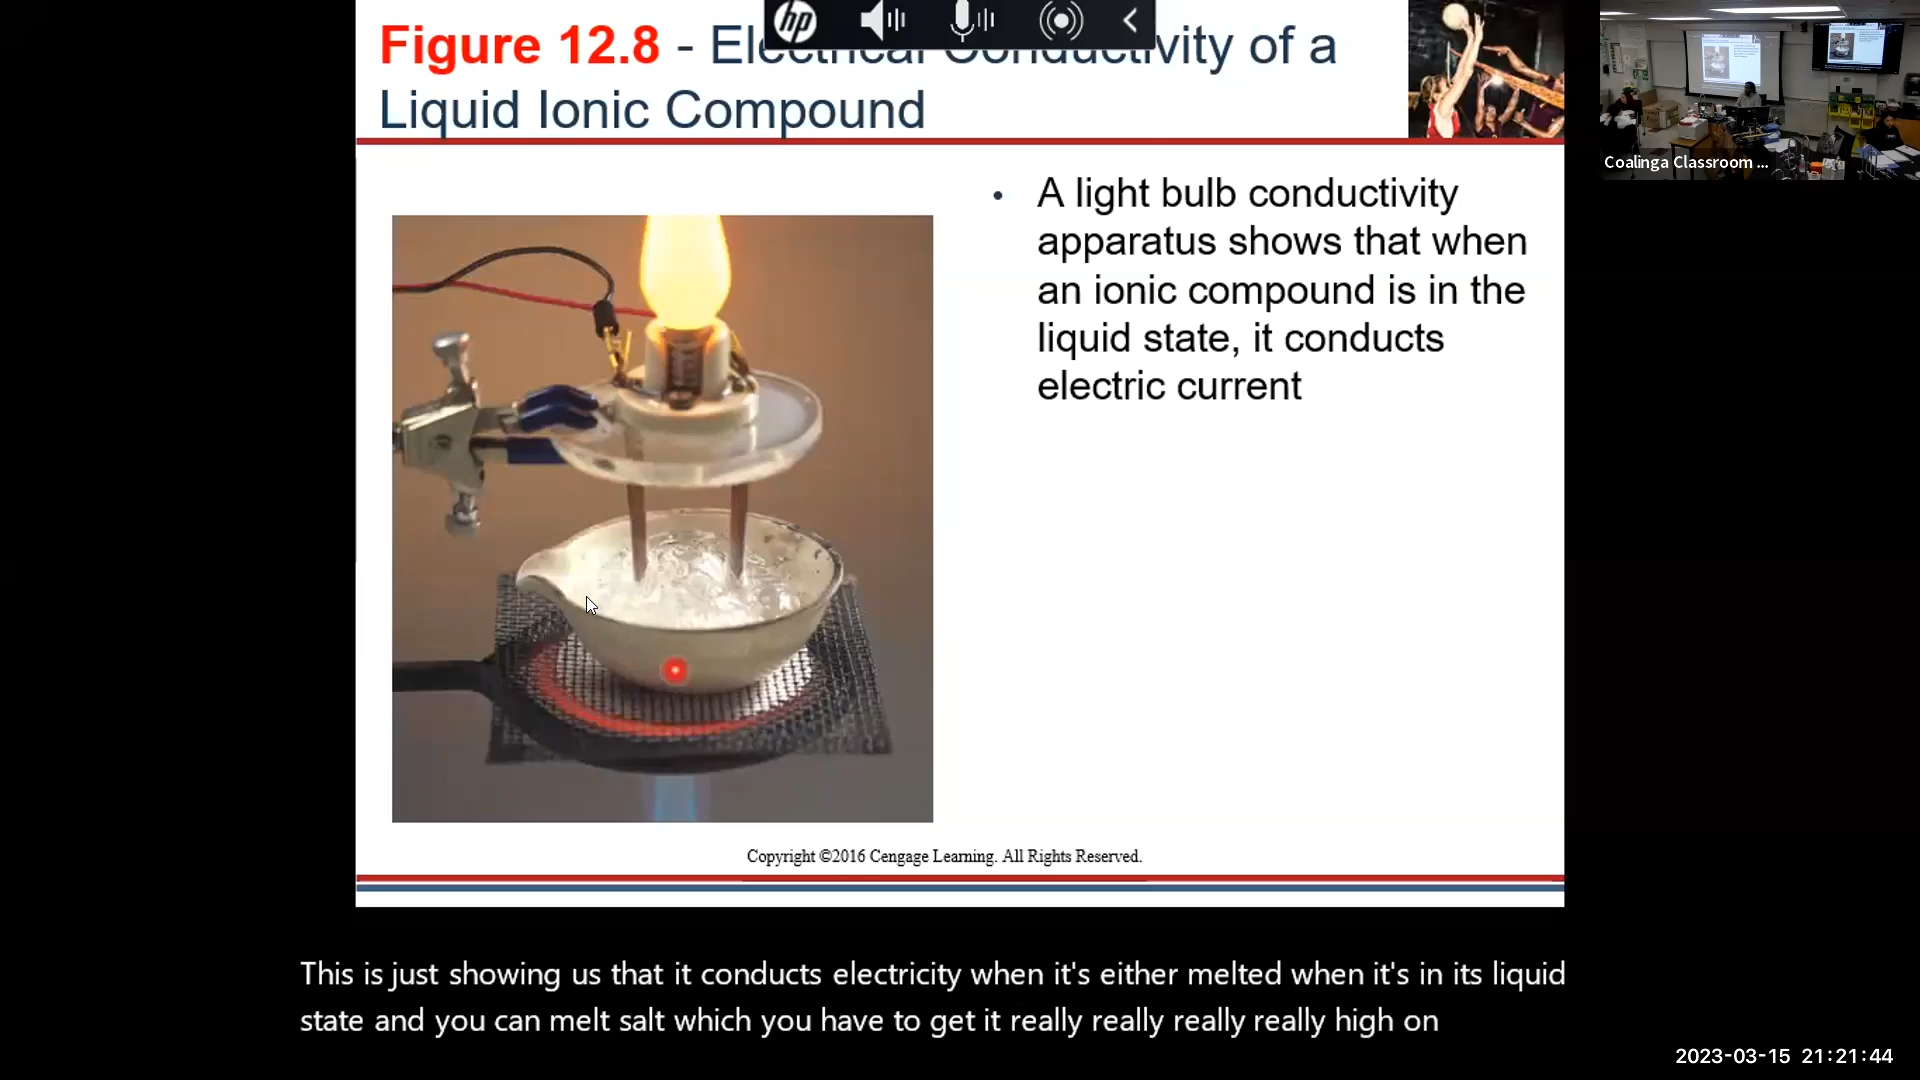 Figure 12.8 - Electrical Conductivity of a
Liquid Ionic Compound
hp
Coalinga Classroom ...
• A light bulb conductivity
apparatus shows that when
an ionic compound is in the
liquid state, it conducts
electric current
Copyright ©2016 Cengage Learning. All Rights Reserved.
This is just showing us that it conducts electricity when it's either melted when it's in its liquid
state and you can melt salt which you have to get it really really really really high on
2023-03-15 21:21:44